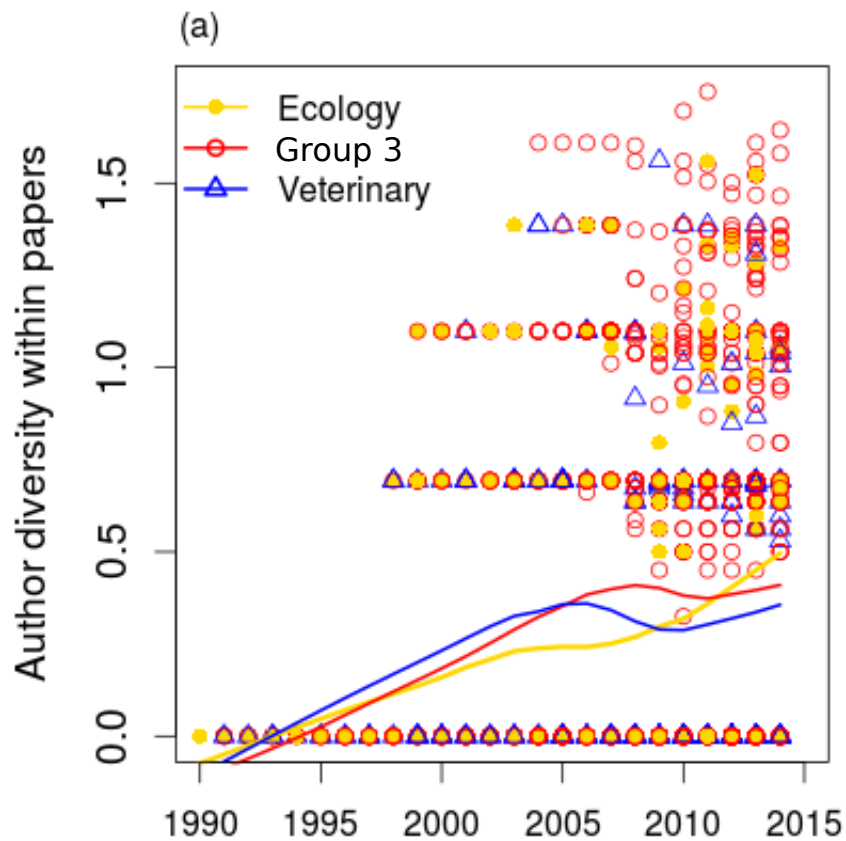 (a)
Ecology
Group 3
Veterinary
Author diversity within papers
1.5
1.0
0.5
0.0
1990 1995 2000 2005 2010 2015